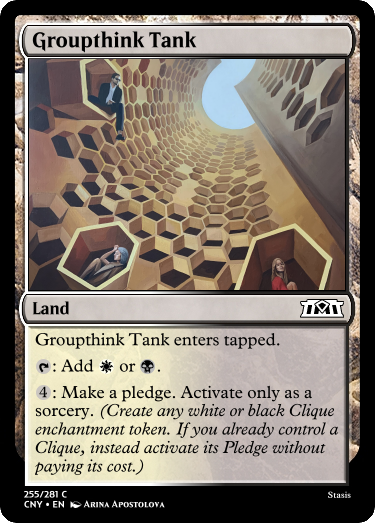 Groupthink Tank
Land
Groupthink Tank enters tapped.
: Add or .
4: Make a pledge. Activate only as a
sorcery. (Create any white or black Clique
enchantment token. If you already control a
Clique, instead activate its Pledge without
paying its cost.)
255/281 C
Stasis
CNY • EN Arina Apostolova